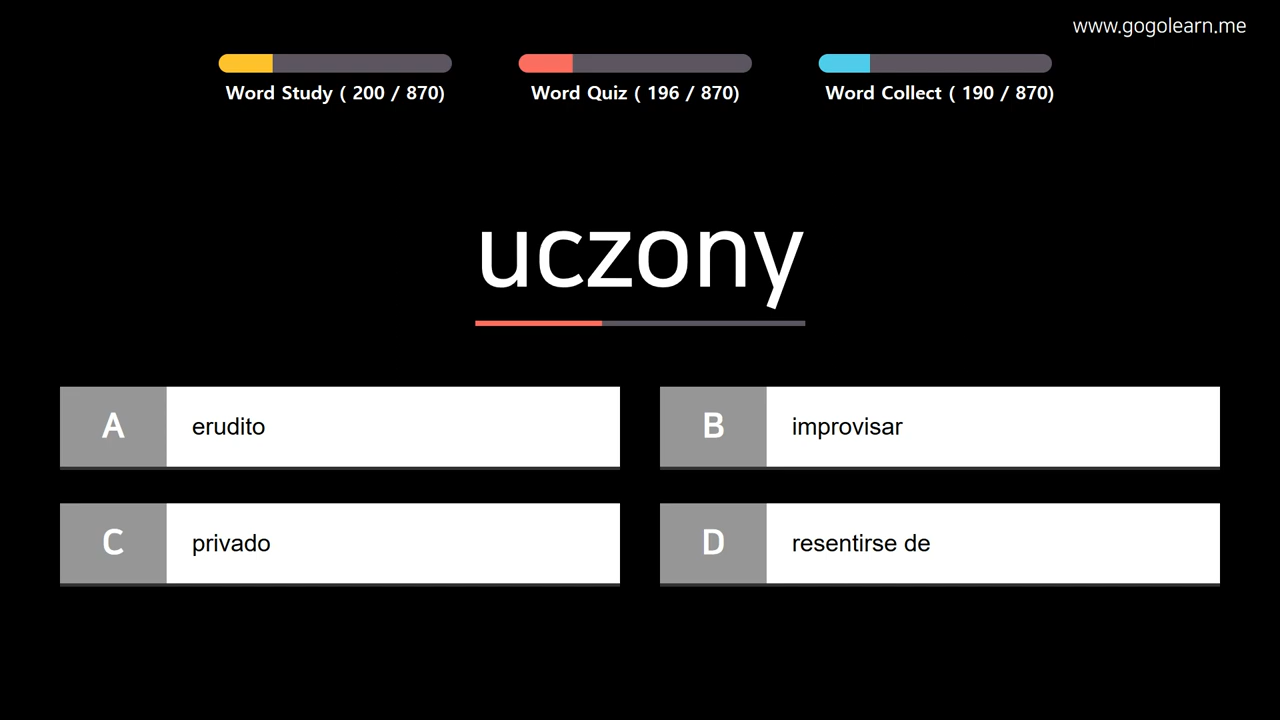 www.gogolearn.me
Word Study ( 200 / 870)
Word Quiz ( 196 / 870)
Word Collect ( 190 / 870)
uczony
A erudito
B improvisar
C privado
D resentirse de